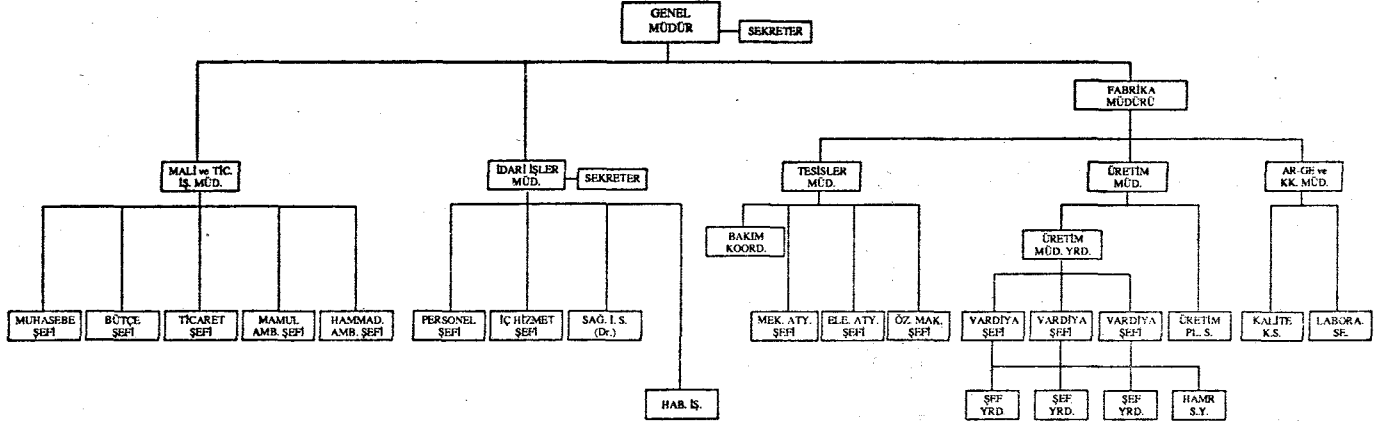 GENEL
MÜDÜR
SEKRETER
FABRİKA
MÜDÜRÜ
MALİ ve TİC.
İŞ. MÜD.
İDARİ İŞLER
MÜD.
SEKRETER
TESİSLER
MÜD.
ÜRETİM
MÜD.
AR-GE ve
KK. MÜD.
BAKIM
KOORD.
ÜRETİM
MÜD. YRD.
MUHASEBE
ŞEFİ
BÜTÇE
ŞEFİ
TİCARET
ŞEFİ
MAMUL
AMB. ŞEFİ
HAMMAD.
AMB. ŞEFİ
PERSONEL
ŞEFİ
İÇ HİZMET
ŞEFİ
SAĞ. İ. S.
(Dr.)
MEK. ATY.
ŞEFİ
ELE. ATY.
ŞEFİ
ÖZ. MAK.
ŞEFİ
VARDİYA
ŞEFİ
VARDİYA
ŞEFİ
VARDİYA
ŞEFİ
ÜRETİM
PL. S.
KALİTE
K.S.
LABORA.
ŞE.
HAB. İŞ.
ŞEF
YRD.
ŞEF
YRD.
ŞEF
YRD.
HAMR
S.Y.